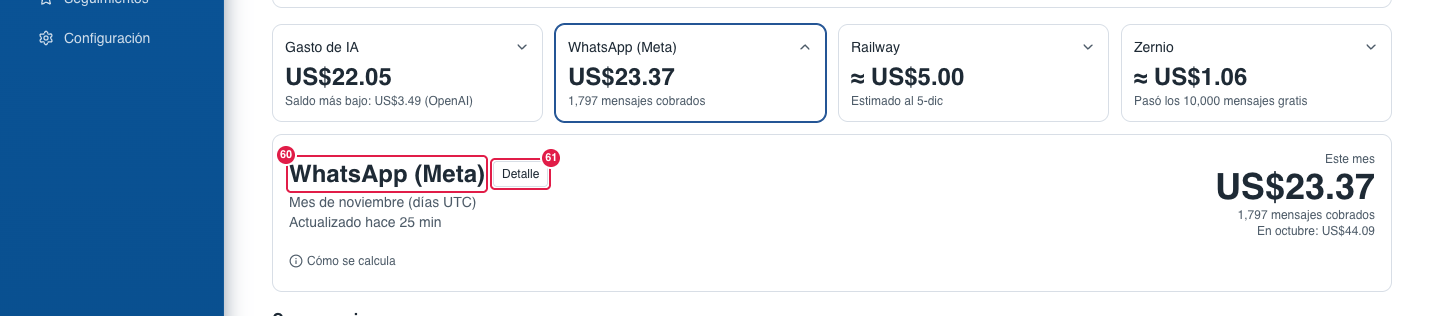 Seguimientos
Configuración
Gasto de IA
US$22.05
Saldo más bajo: US$3.49 (OpenAI)
WhatsApp (Meta)
US$23.37
1,797 mensajes cobrados
Railway
≈ US$5.00
Estimado al 5-dic
Zernio
≈ US$1.06
Pasó los 10,000 mensajes gratis
60
WhatsApp (Meta)
61
Detalle
Mes de noviembre (días UTC)
Actualizado hace 25 min
Cómo se calcula
Este mes
US$23.37
1,797 mensajes cobrados
En octubre: US$44.09